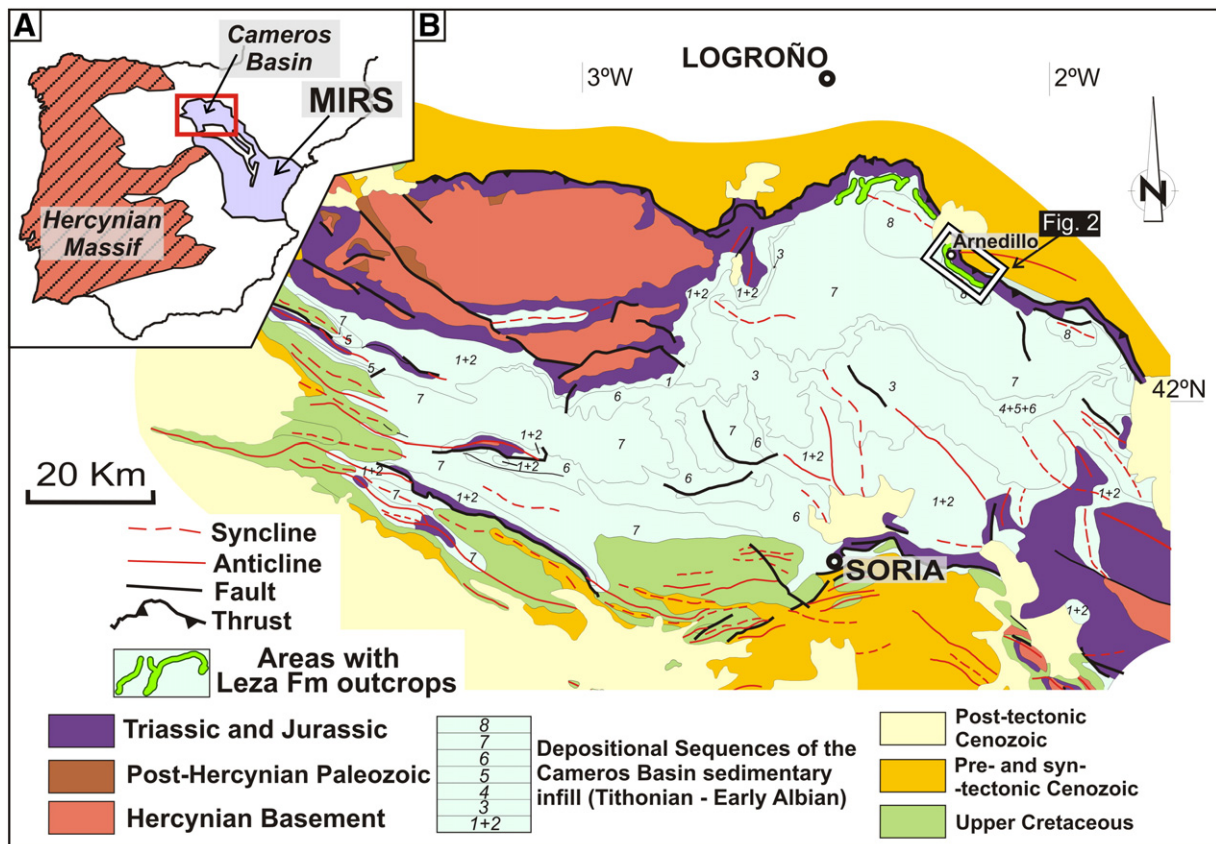 A
Cameros
Basin
MIRS
Hercynian
Massif
B
LOGROÑO
3ºW
2ºW
N
Fig. 2
Arnedillo
8
6
3
1+2
1+2
7
8
7
5
5
1+2
7
1
6
3
3
7
4+5+6
42ºN
7
1+2
1+2
6
7
7
6
1+2
1+2
7
1+2
6
6
1+2
1+2
7
7
SORIA
1+2
20 Km
Syncline
Anticline
Fault
Thrust
Areas with
Leza Fm outcrops
Triassic and Jurassic
Post-Hercynian Paleozoic
Hercynian Basement
8
7
6
5
4
3
1+2
Depositional Sequences of the
Cameros Basin sedimentary
infill (Tithonian - Early Albian)
Post-tectonic
Cenozoic
Pre- and syn-
-tectonic Cenozoic
Upper Cretaceous